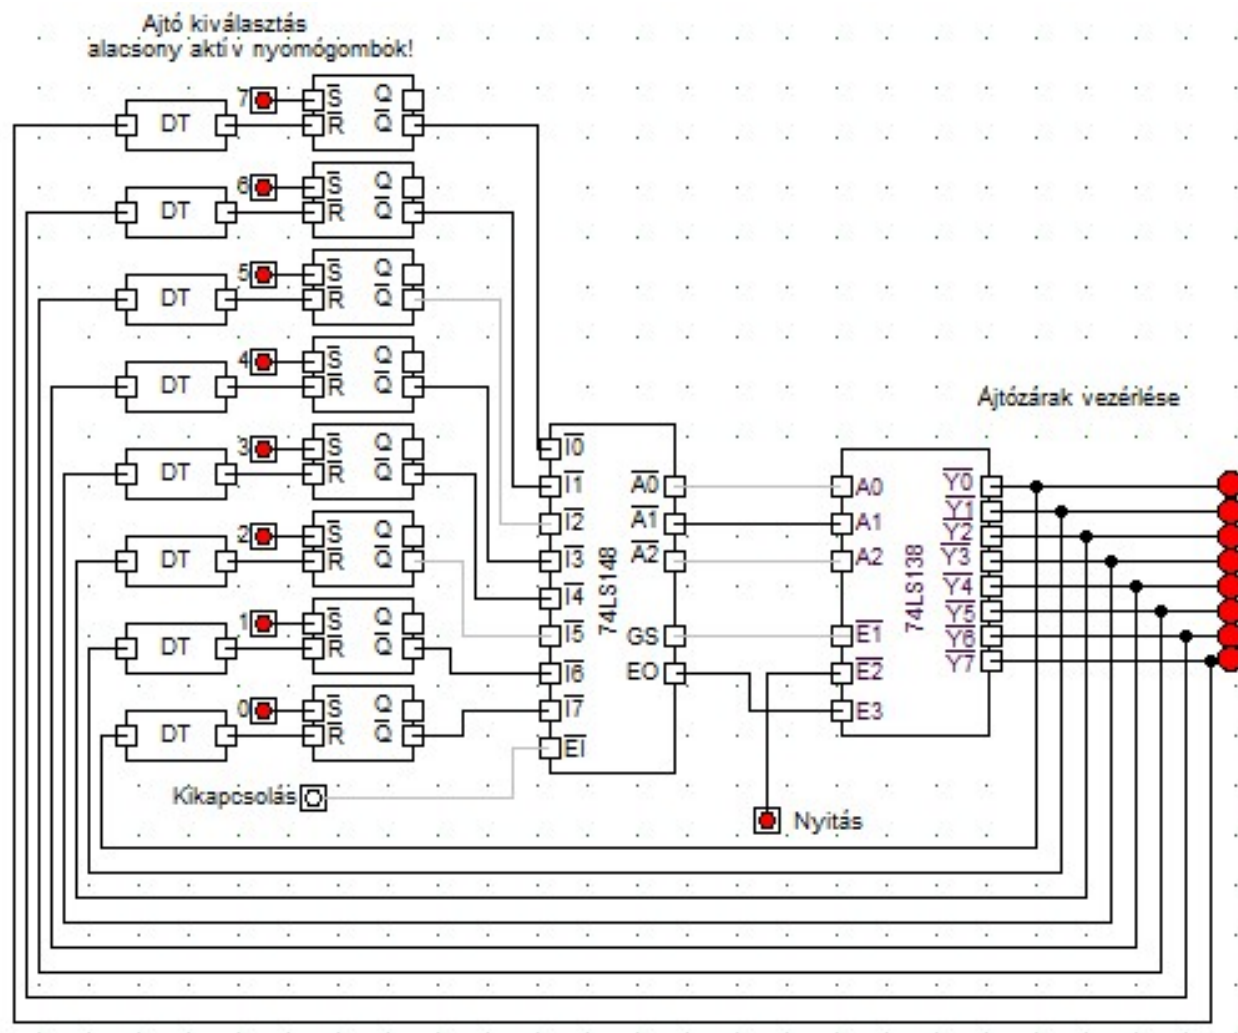 Ajtó kiválasztás
alacsony aktív nyomógombok!
7
S Q
DT
R Q
6
S Q
DT
R Q
5
S Q
DT
R Q
4
S Q
DT
R Q
3
S Q
DT
R Q
2
S Q
DT
R Q
1
S Q
DT
R Q
0
S Q
DT
R Q
Kikapcsolás
I0
I1
I2
I3
I4
I5
I6
I7
EI
74LS148
A0
A1
A2
GS
EO
A0
A1
A2
E1
E2
E3
74LS138
Y0
Y1
Y2
Y3
Y4
Y5
Y6
Y7
Ajtózárak vezérlése
Nyitás